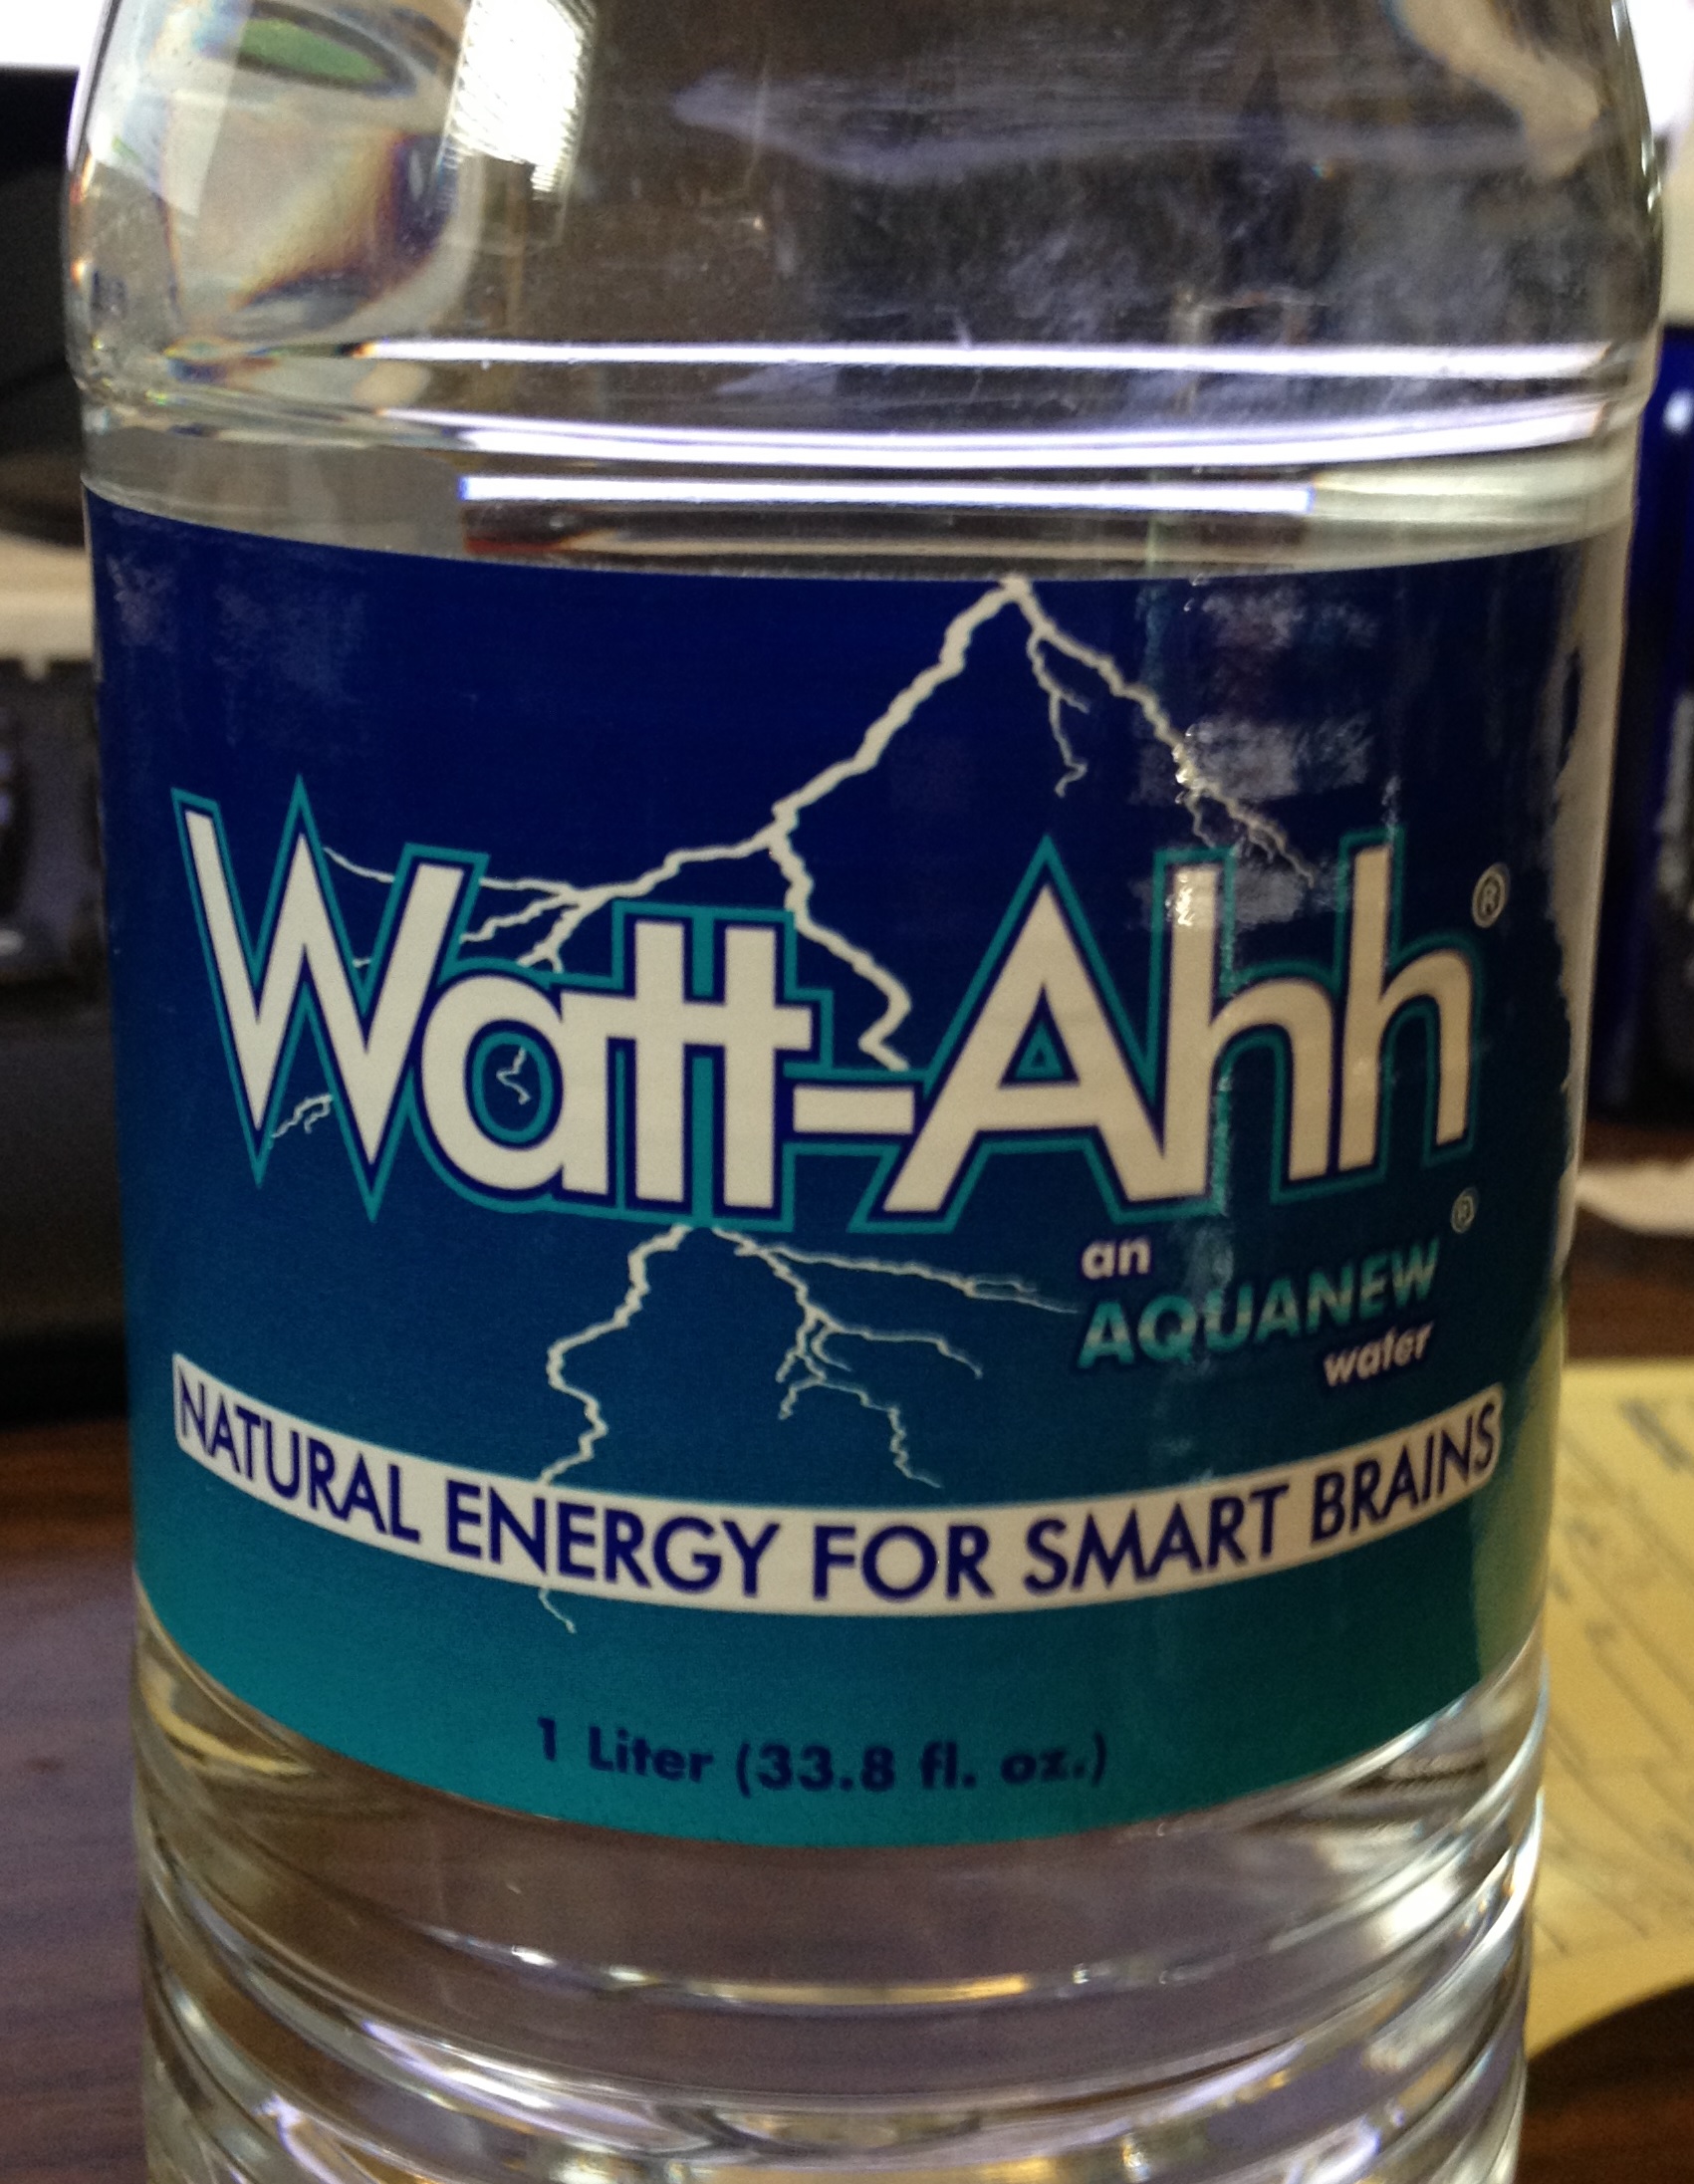 Watt-Ahh®
an
AQUANEW®
water
NATURAL ENERGY FOR SMART BRAINS
1 Liter (33.8 fl. oz.)